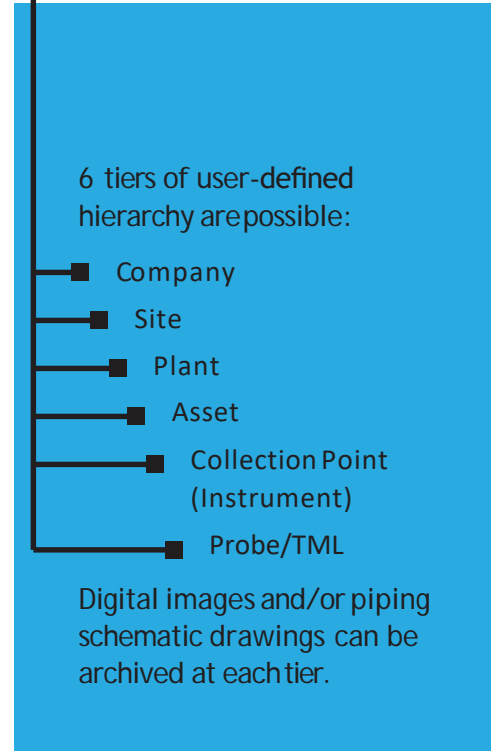 6 tiers of user-defined
hierarchy are possible:
Company
Site
Plant
Asset
Collection Point
(Instrument)
Probe/TML
Digital images and/or piping
schematic drawings can be
archived at each tier.